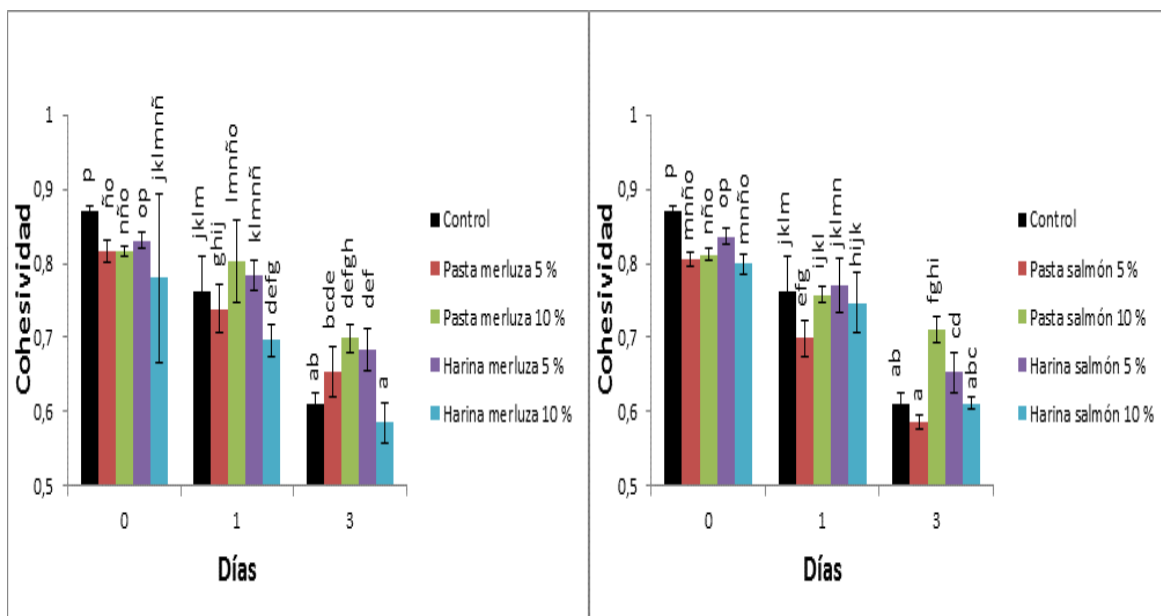 Cohesividad
1
0,9
0,8
0,7
0,6
0,5
p
ño
nño
op
jklmnñ
jklm
ghij
lmnño
klmnñ
defg
ab
bcde
defgh
def
a
0
1
3
Días
Control
Pasta merluza 5 %
Pasta merluza 10 %
Harina merluza 5 %
Harina merluza 10 %
Cohesividad
1
0,9
0,8
0,7
0,6
0,5
p
mnño
nño
op
mnño
jklm
efg
ijkl
jklmn
hijk
ab
a
fghi
cd
abc
0
1
3
Días
Control
Pasta salmón 5 %
Pasta salmón 10 %
Harina salmón 5 %
Harina salmón 10 %